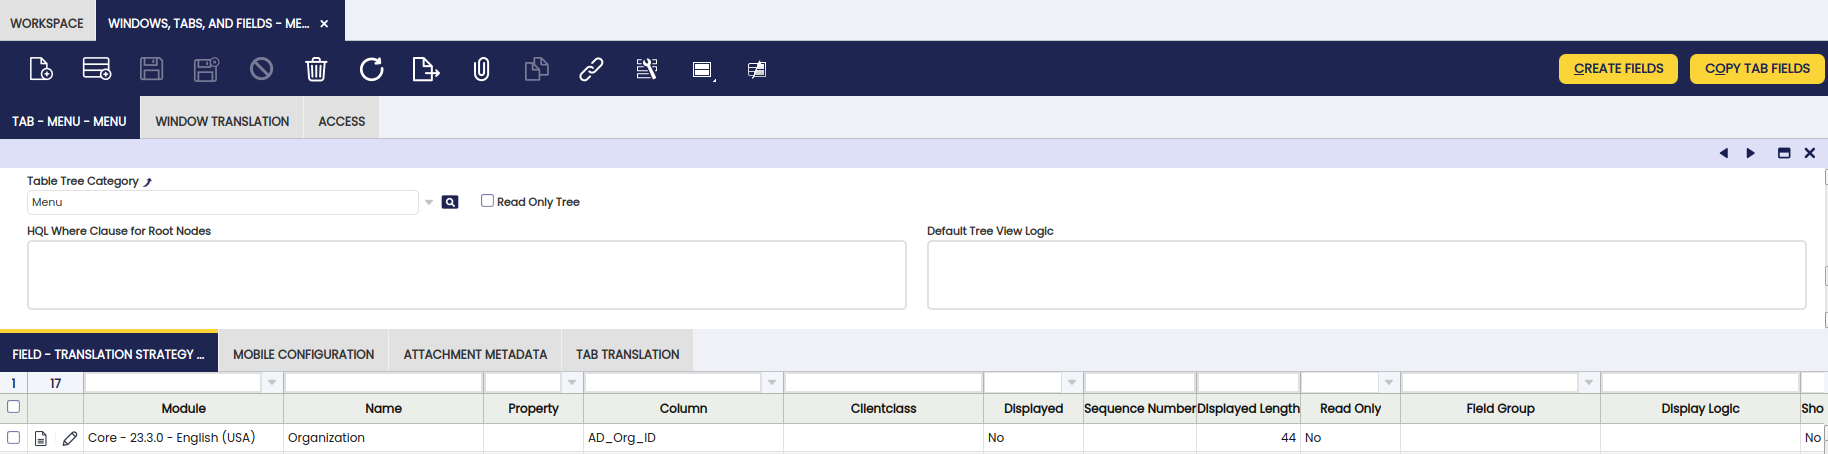 WORKSPACE WINDOWS, TABS, AND FIELDS - ME... ×
CREATE FIELDS COPY TAB FIELDS
TAB - MENU - MENU WINDOW TRANSLATION ACCESS
Table Tree Category
Menu Read Only Tree
HQL Where Clause for Root Nodes Default Tree View Logic
FIELD - TRANSLATION STRATEGY ... MOBILE CONFIGURATION ATTACHMENT METADATA TAB TRANSLATION
1 17
Module Name Property Column Clientclass Displayed Sequence Number Displayed Length Read Only Field Group Display Logic Sho
Core - 23.3.0 - English (USA) Organization AD_Org_ID No 44 No No